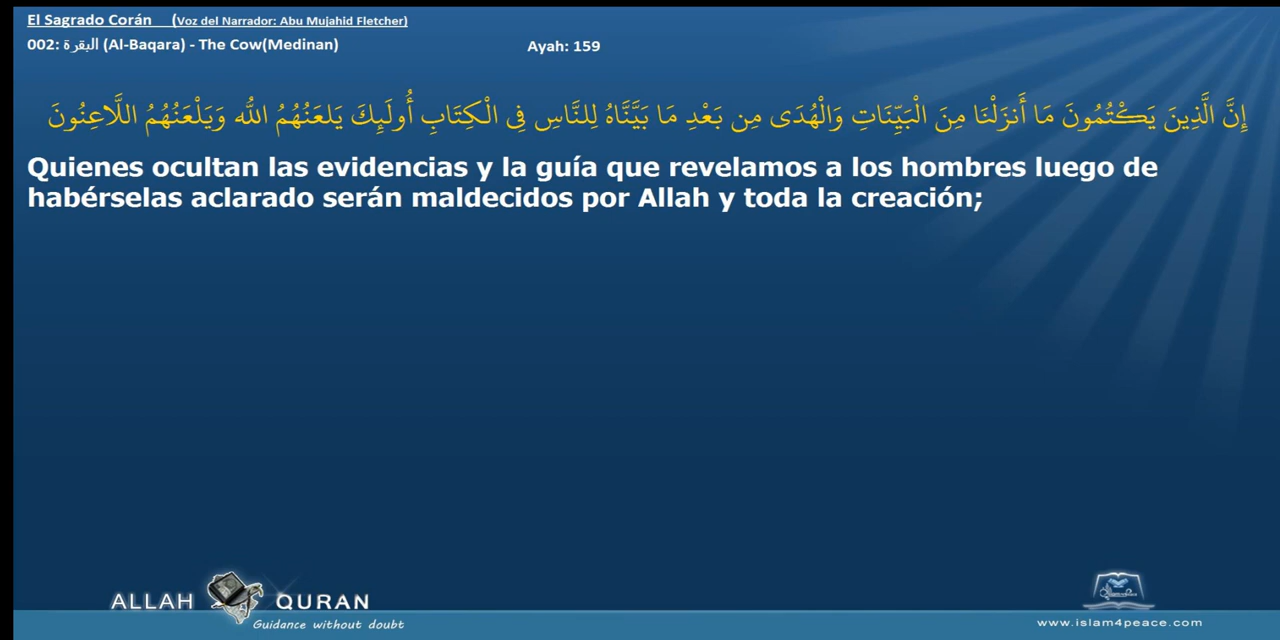 El Sagrado Corán (Voz del Narrador: Abu Mujahid Fletcher)
002: البقرة (Al-Baqara) - The Cow(Medinan) Ayah: 159
إِنَّ الَّذِينَ يَكْتُمُونَ مَا أَنزَلْنَا مِنَ الْبَيِّنَاتِ وَالْهُدَى مِن بَعْدِ مَا بَيَّنَّاهُ لِلنَّاسِ فِي الْكِتَابِ أُولَئِكَ يَلعَنُهُمُ اللَّه وَيَلْعَنُهُمُ اللَّاعِنُونَ
Quienes ocultan las evidencias y la guía que revelamos a los hombres luego de
habérselas aclarado serán maldecidos por Allah y toda la creación;
ALLAH QURAN
Guidance without doubt
www.islam4peace.com